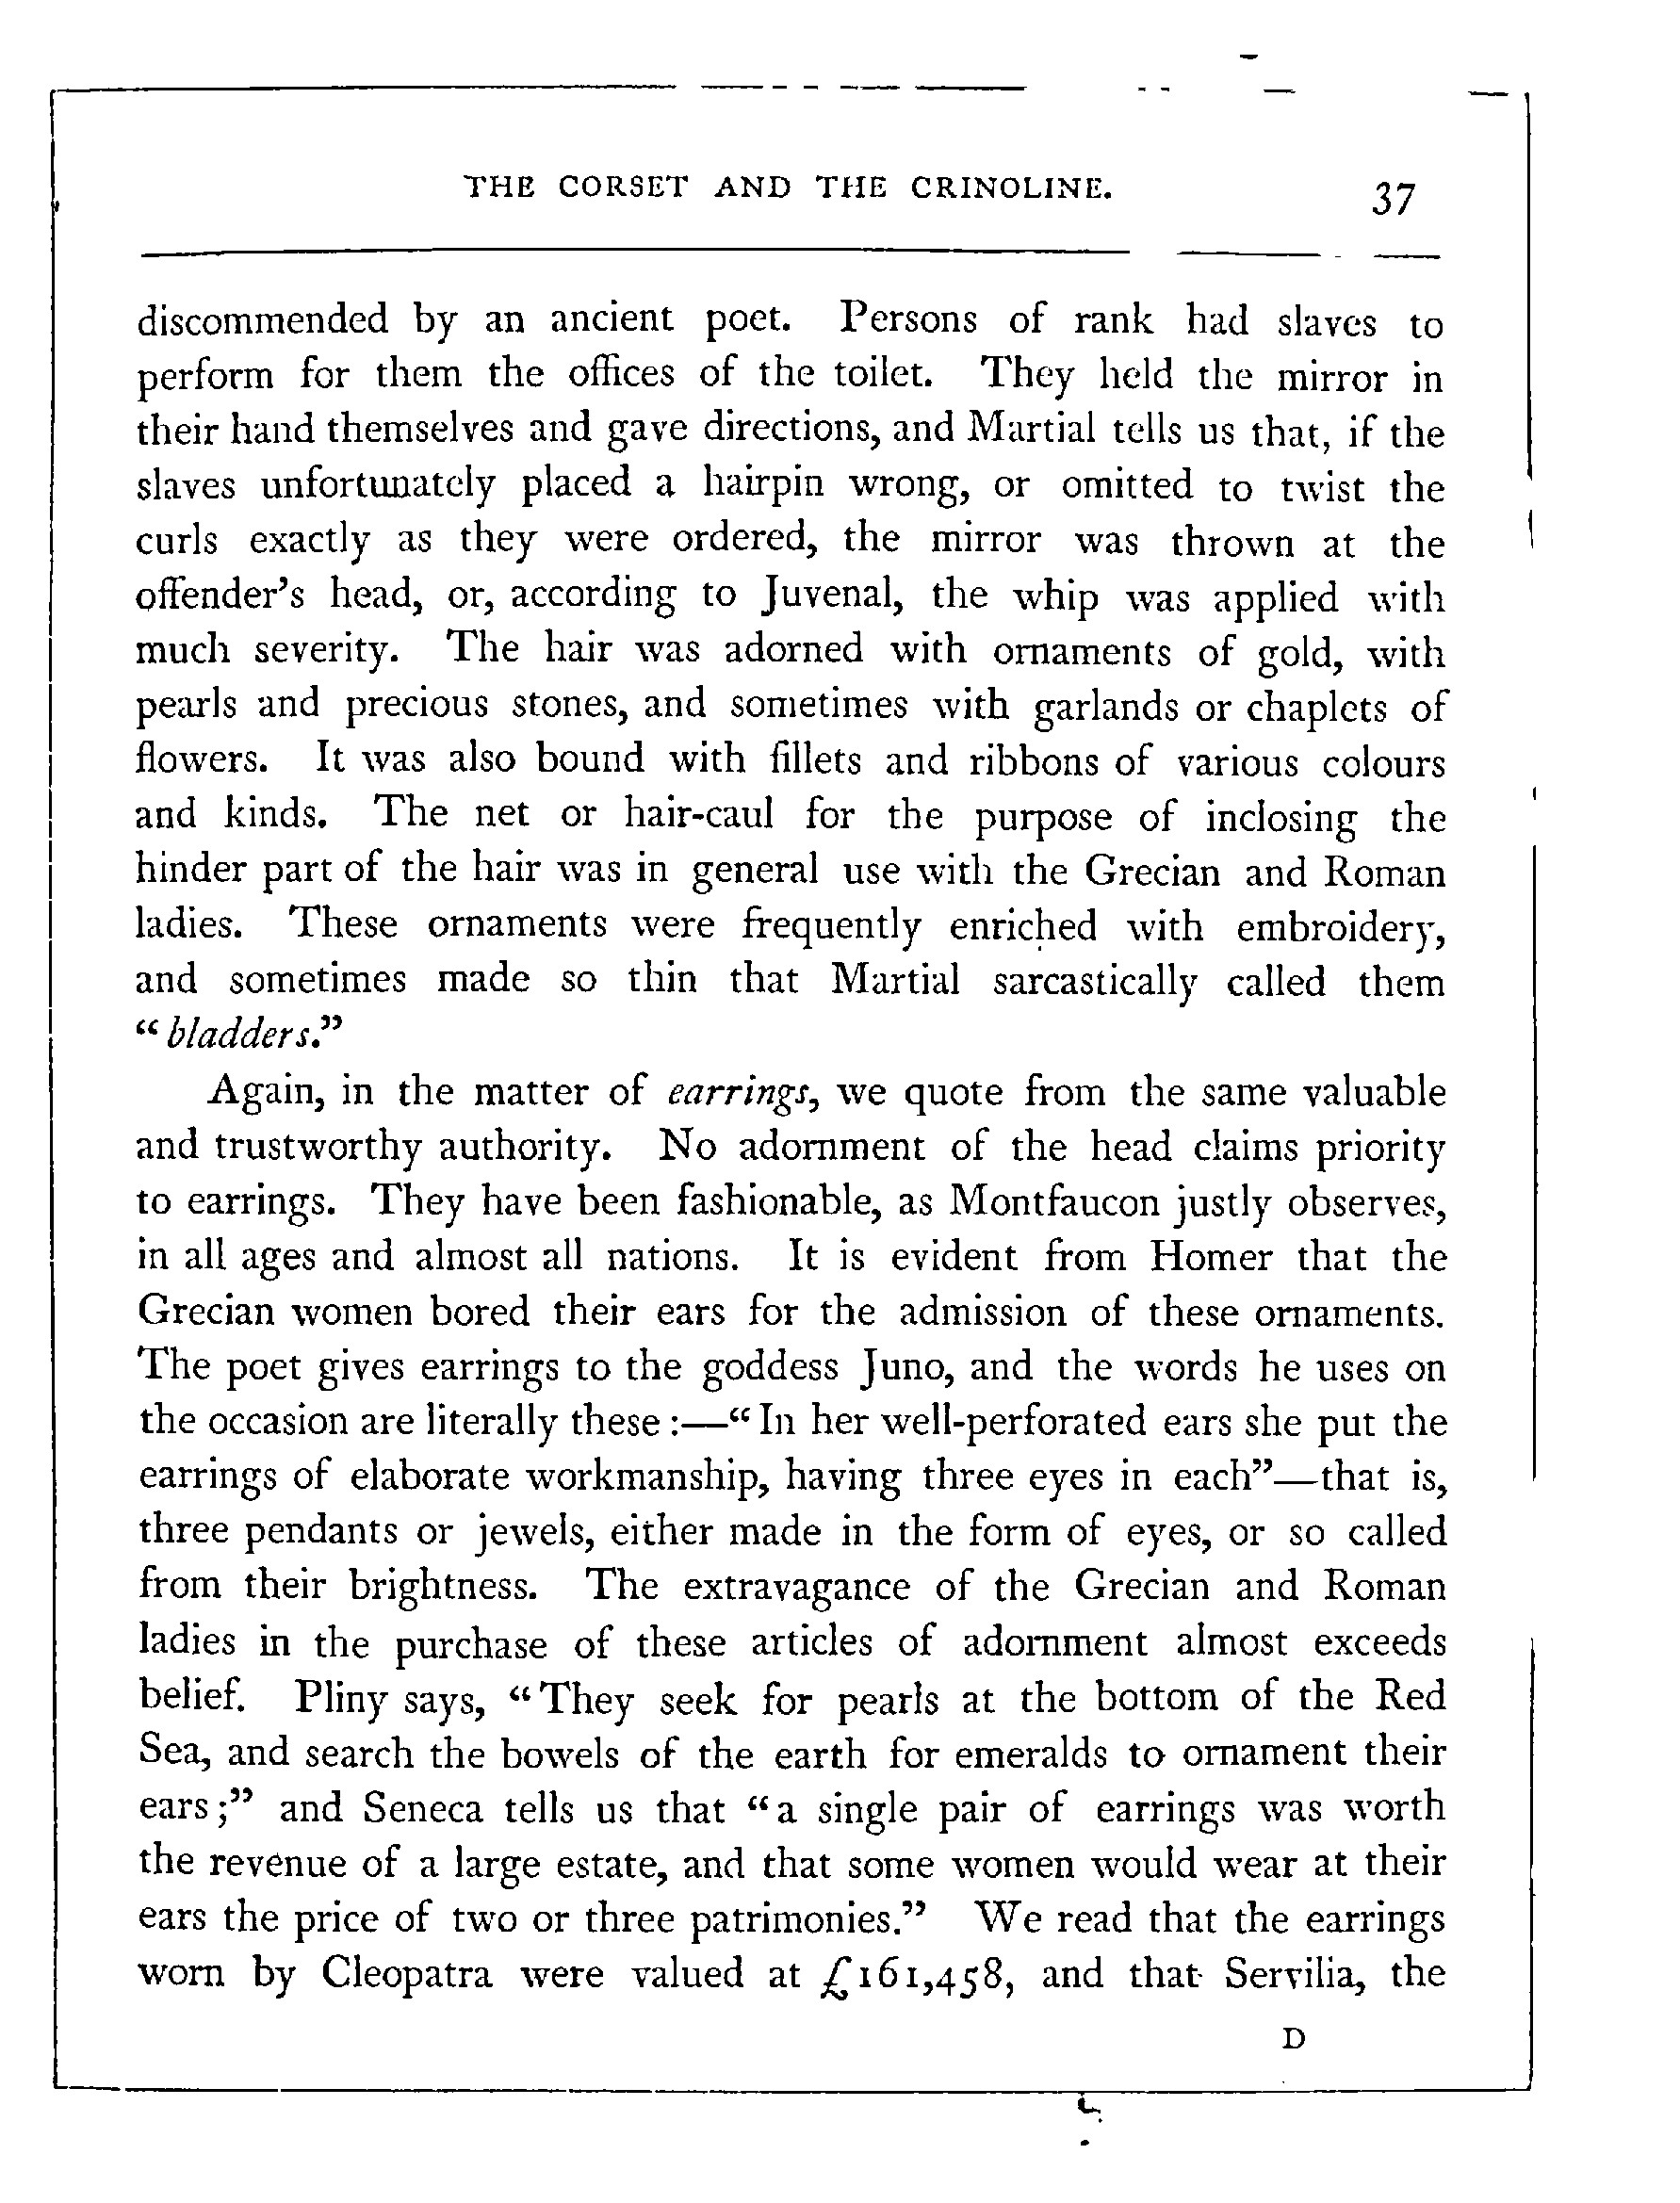 THE CORSET AND THE CRINOLINE. 37
discommended by an ancient poet. Persons of rank had slaves to
perform for them the offices of the toilet. They held the mirror in
their hand themselves and gave directions, and Martial tells us that, if the
slaves unfortunately placed a hairpin wrong, or omitted to twist the
curls exactly as they were ordered, the mirror was thrown at the
offender's head, or, according to Juvenal, the whip was applied with
much severity. The hair was adorned with ornaments of gold, with
pearls and precious stones, and sometimes with garlands or chaplets of
flowers. It was also bound with fillets and ribbons of various colours
and kinds. The net or hair-caul for the purpose of inclosing the
hinder part of the hair was in general use with the Grecian and Roman
ladies. These ornaments were frequently enriched with embroidery,
and sometimes made so thin that Martial sarcastically called them
“bladders.”
Again, in the matter of earrings, we quote from the same valuable
and trustworthy authority. No adornment of the head claims priority
to earrings. They have been fashionable, as Montfaucon justly observes,
in all ages and almost all nations. It is evident from Homer that the
Grecian women bored their ears for the admission of these ornaments.
The poet gives earrings to the goddess Juno, and the words he uses on
the occasion are literally these :—“In her well-perforated ears she put the
earrings of elaborate workmanship, having three eyes in each”—that is,
three pendants or jewels, either made in the form of eyes, or so called
from their brightness. The extravagance of the Grecian and Roman
ladies in the purchase of these articles of adornment almost exceeds
belief. Pliny says, “They seek for pearls at the bottom of the Red
Sea, and search the bowels of the earth for emeralds to ornament their
ears;” and Seneca tells us that “a single pair of earrings was worth
the revenue of a large estate, and that some women would wear at their
ears the price of two or three patrimonies.” We read that the earrings
worn by Cleopatra were valued at £161,458, and that Servilia, the
D